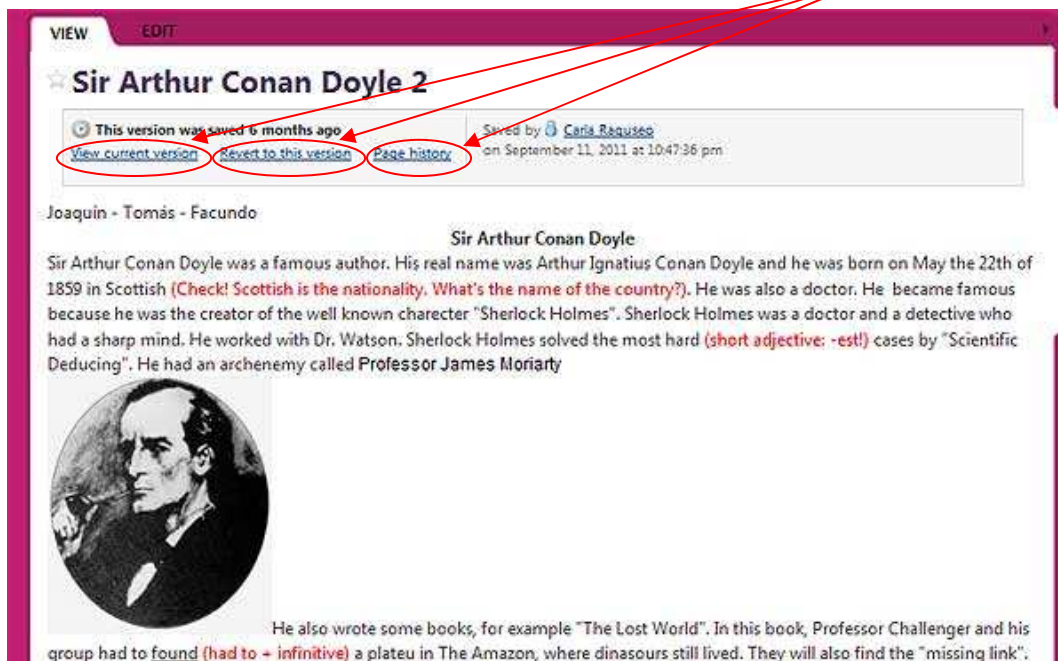 VIEW EDIT
Sir Arthur Conan Doyle 2
This version was saved 6 months ago
View current version Revert to this version Page history
Saved by Carla Raguseo
on September 11, 2011 at 10:47:36 pm
Joaquin - Tomás - Facundo
Sir Arthur Conan Doyle
Sir Arthur Conan Doyle was a famous author. His real name was Arthur Ignatius Conan Doyle and he was born on May the 22th of
1859 in Scottish (Check! Scottish is the nationality. What's the name of the country?). He was also a doctor. He became famous
because he was the creator of the well known charecter "Sherlock Holmes". Sherlock Holmes was a doctor and a detective who
had a sharp mind. He worked with Dr. Watson. Sherlock Holmes solved the most hard (short adjective: -est!) cases by "Scientific
Deducing". He had an archenemy called Professor James Moriarty
He also wrote some books, for example "The Lost World". In this book, Professor Challenger and his
group had to found (had to + infinitive) a plateu in The Amazon, where dinasours still lived. They will also find the "missing link".